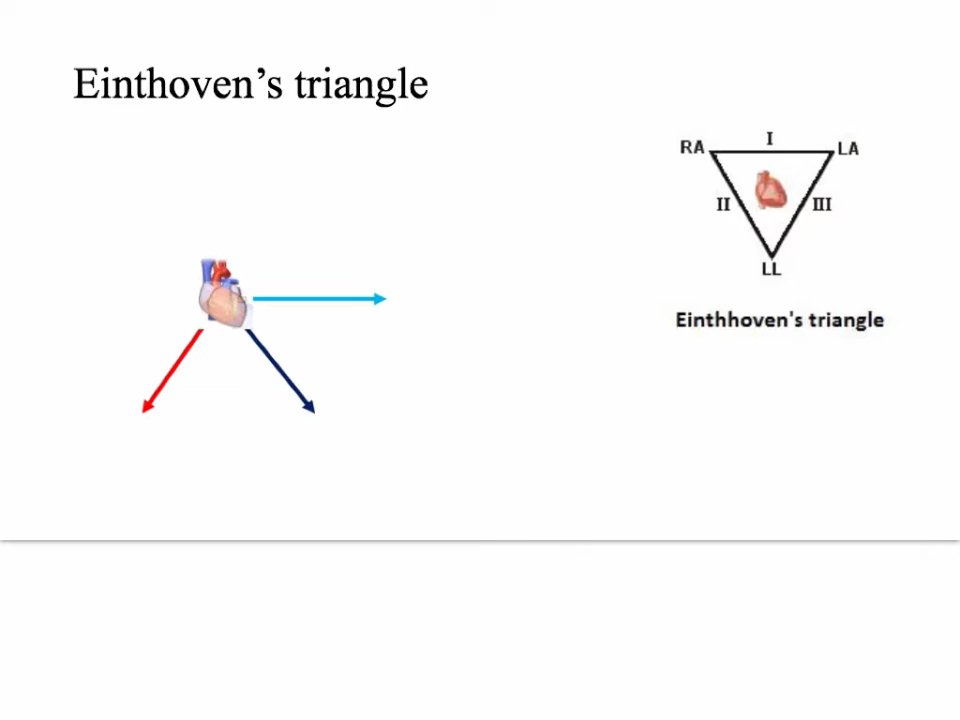 Einthoven’s triangle
I
RA
LA
II
III
LL
Einthhoven's triangle